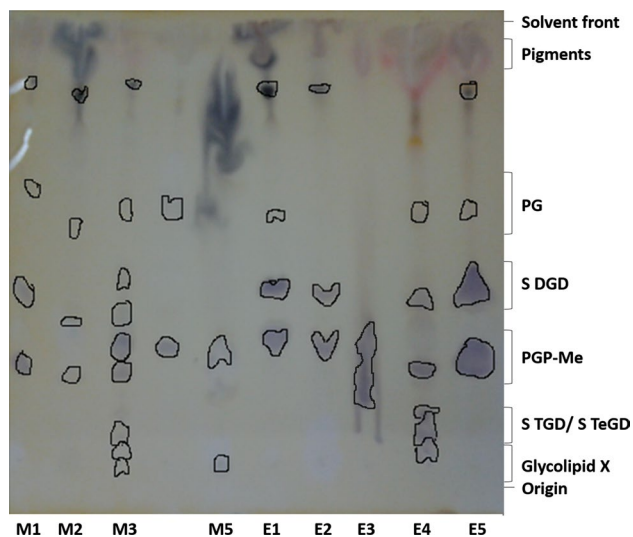 Solvent front
Pigments
PG
S DGD
PGP-Me
S TGD/ S TeGD
Glycolipid X
Origin
M1 M2 M3 M5 E1 E2 E3 E4 E5